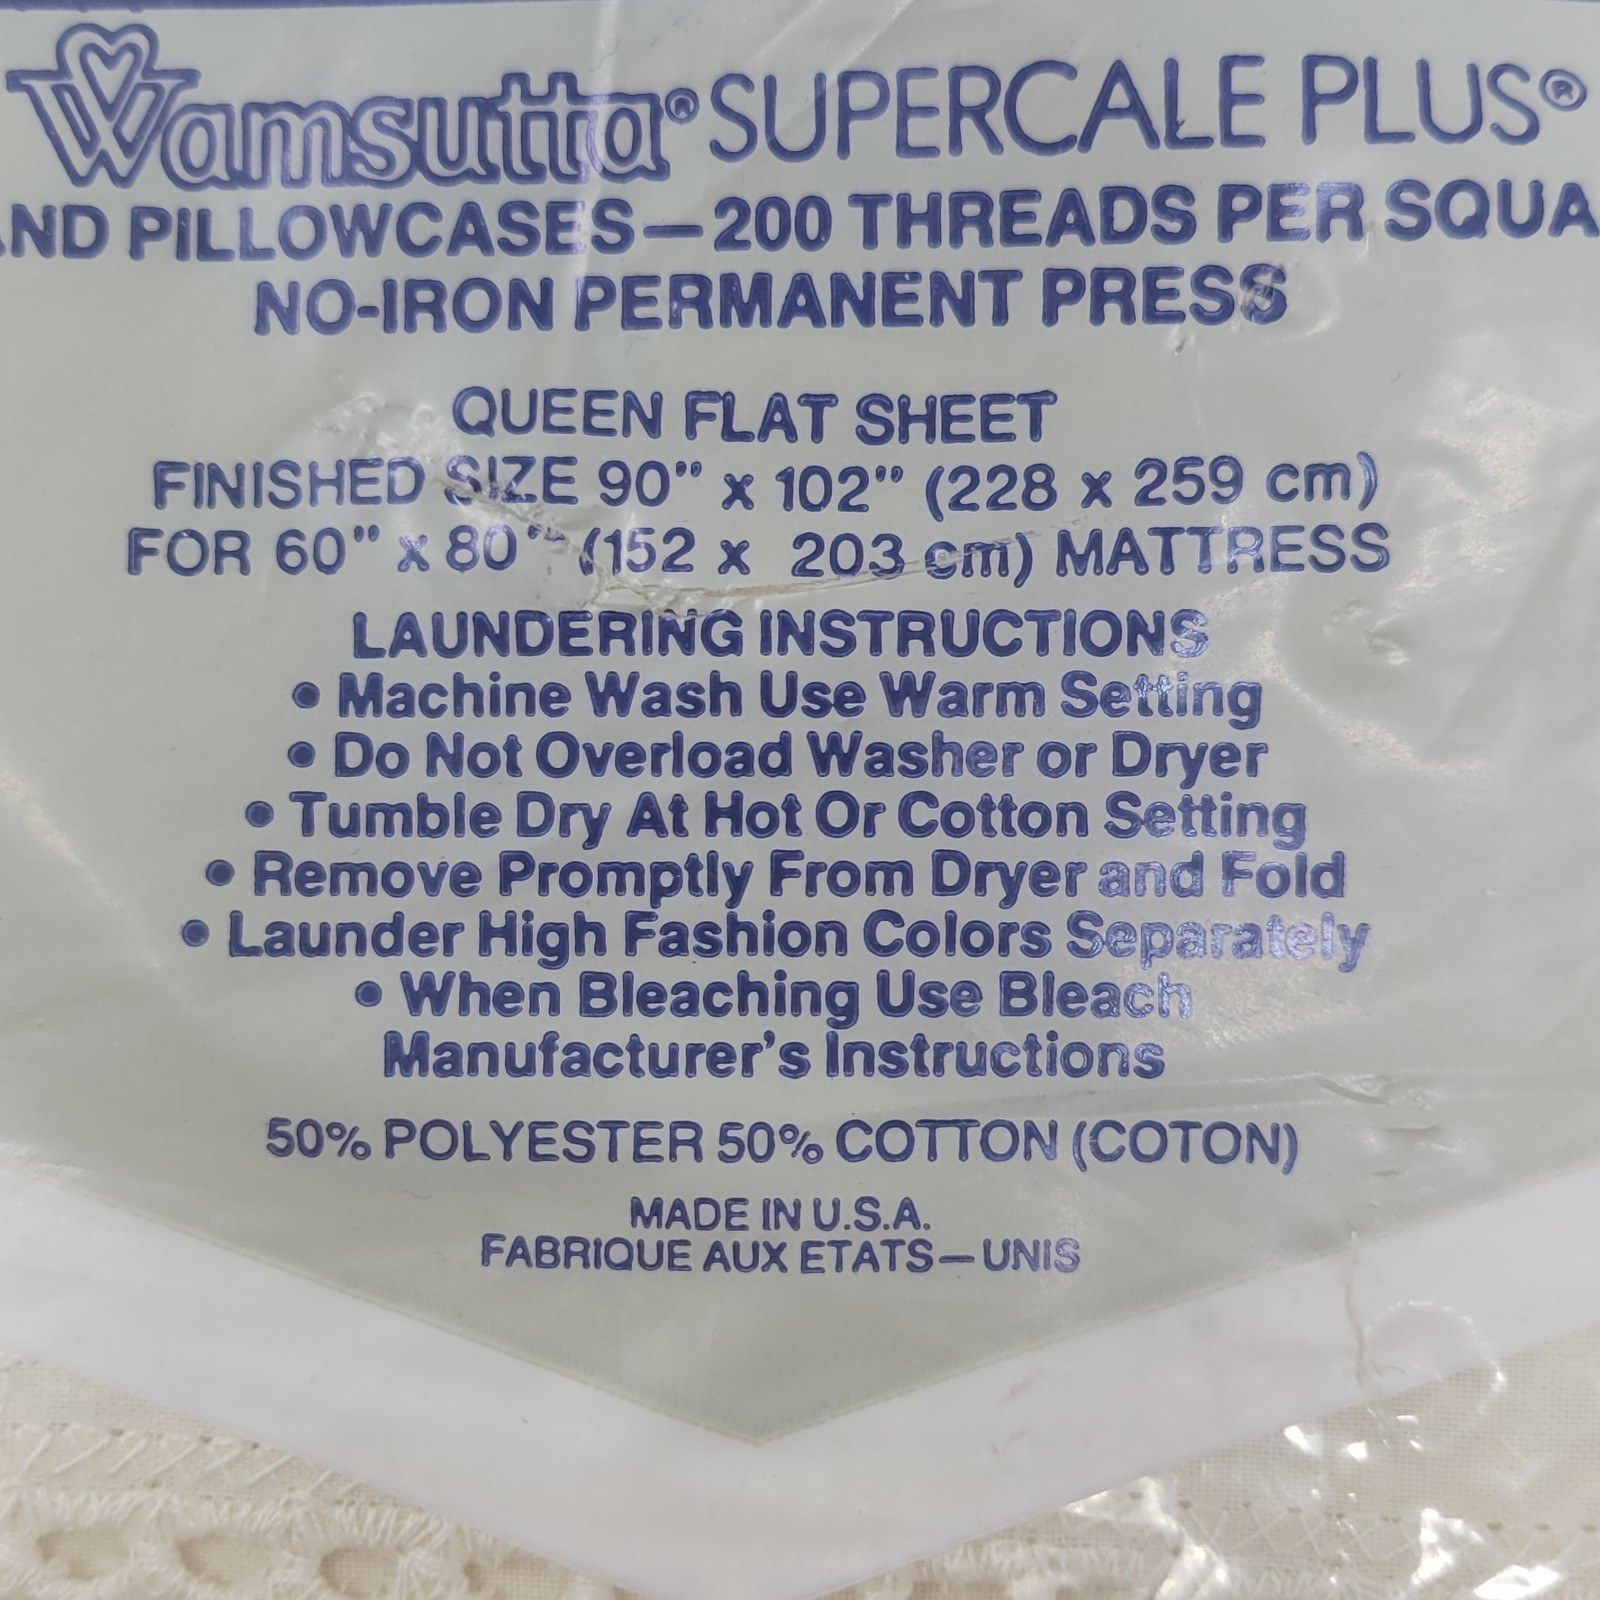 Wamsutta® SUPERCALE PLUS®
PILLOWCASES—200 THREADS PER
NO-IRON PERMANENT PRESS
QUEEN FLAT SHEET
FINISHED SIZE 90" x 102" (228 x 259 cm)
FOR 60" x 80" (152 x 203 cm) MATTRESS
LAUNDERING INSTRUCTIONS
• Machine Wash Use Warm Setting
• Do Not Overload Washer or Dryer
• Tumble Dry At Hot Or Cotton Setting
• Remove Promptly From Dryer and Fold
• Launder High Fashion Colors Separately
• When Bleaching Use Bleach
Manufacturer's Instructions
50% POLYESTER 50% COTTON (COTON)
MADE IN U.S.A.
FABRIQUE AUX ETATS—UNIS